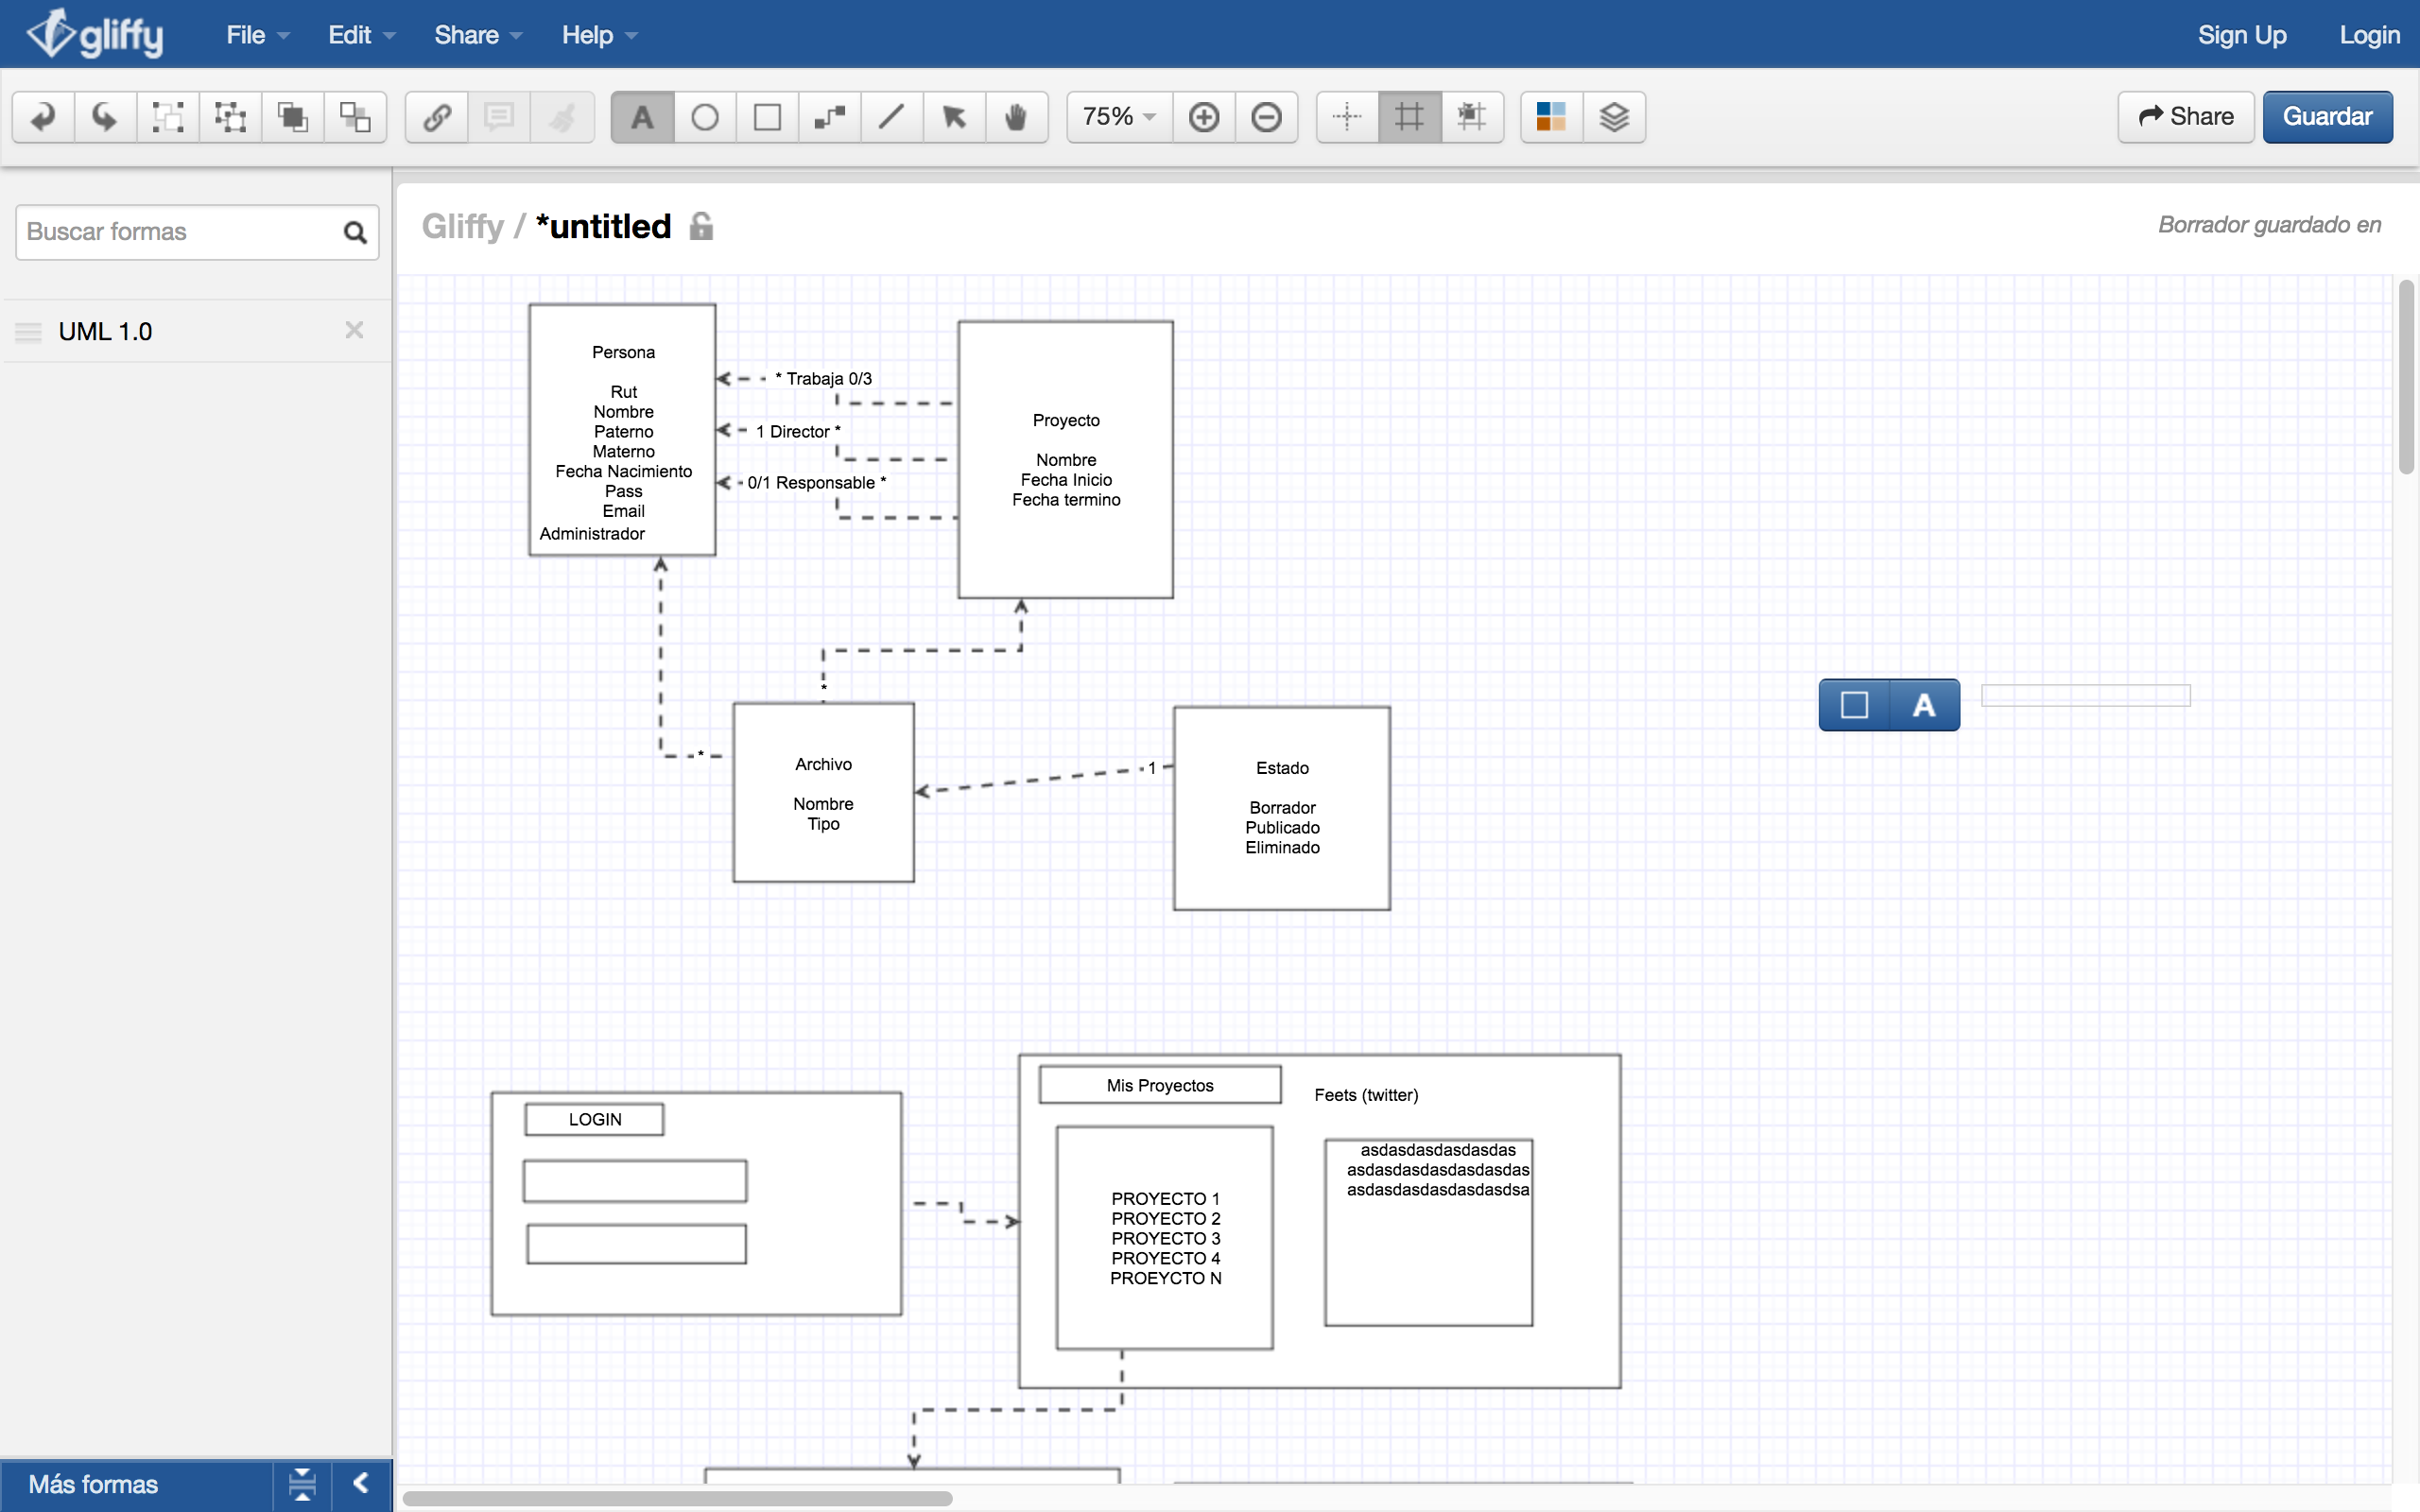 gliffy
File Edit Share Help Sign Up Login
A 75% Share Guardar
Buscar formas
Gliffy / *untitled
Borrador guardado en
UML 1.0
Persona
Rut
Nombre
Paterno
Materno
Fecha Nacimiento
Pass
Email
Administrador
* Trabaja 0/3
1 Director *
0/1 Responsable *
Proyecto
Nombre
Fecha Inicio
Fecha termino
*
*
Archivo
Nombre
Tipo
1
Estado
Borrador
Publicado
Eliminado
A
LOGIN
Mis Proyectos
Feets (twitter)
PROYECTO 1
PROYECTO 2
PROYECTO 3
PROYECTO 4
PROEYCTO N
asdasdasdasdasdas
asdasdasdasdasdasdas
asdasdasdasdasdasdsa
Más formas